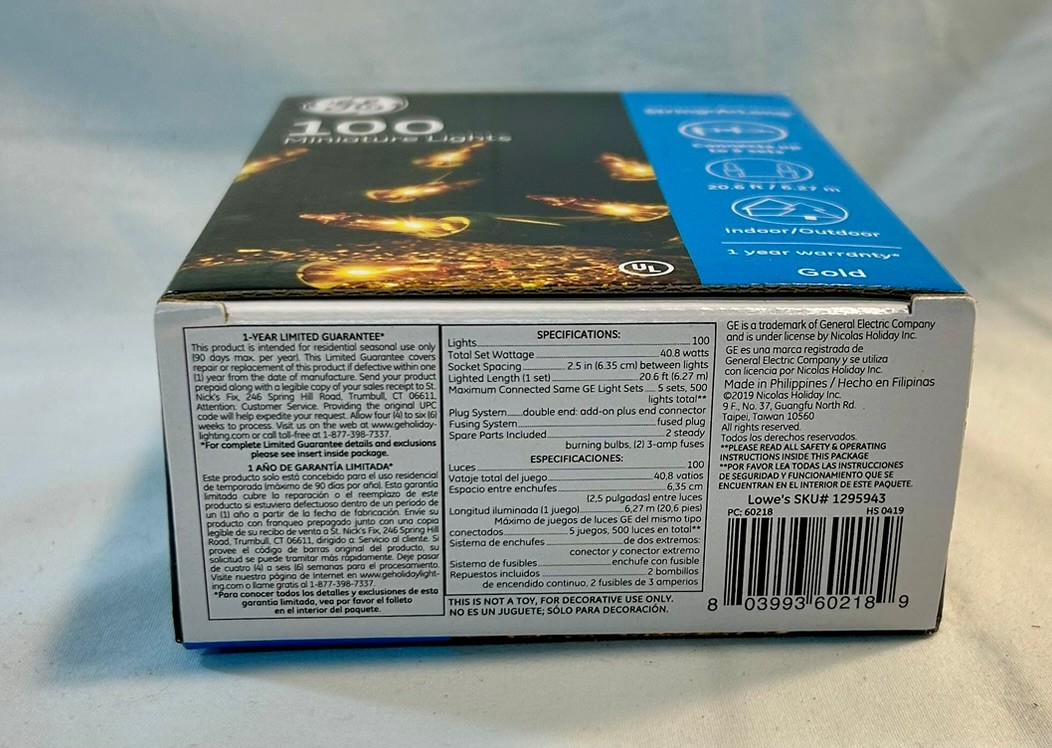 GE
100
Miniature Lights
UL
20.6 ft / 6.27 m
Indoor/Outdoor
1 year warranty*
Gold
1-YEAR LIMITED GUARANTEE*
This product is intended for residential seasonal use only
(90 days max. per year). This Limited Guarantee covers
repair or replacement of this product if defective within one
(1) year from the date of manufacture. Send your product
prepaid along with a legible copy of your sales receipt to St.
Nick's Fix, 246 Spring Hill Road, Trumbull, CT 06611,
Attention: Customer Service. Providing the original UPC
code will help expedite your request. Allow four (4) to six (6)
weeks to process. Visit us on the web at www.geholiday-
lighting.com or call toll-free at 1-877-398-7337.
*For complete Limited Guarantee details and exclusions
please see insert inside package.
1 AÑO DE GARANTÍA LIMITADA*
Este producto solo está concebido para el uso residencial
de temporada (máximo de 90 días por año). Esta garantía
limitada cubre la reparación o el reemplazo de este
producto si estuviera defectuoso dentro de un período de
un (1) año a partir de la fecha de fabricación. Envíe su
producto con franqueo prepagado junto con una copia
legible de su recibo de venta a St. Nick's Fix, 246 Spring Hill
Road, Trumbull, CT 06611, dirigido a: Servicio al cliente. Si
provee el código de barras original del producto, su
solicitud se puede tramitar más rápidamente. Deje pasar
de cuatro (4) a seis (6) semanas para el procesamiento.
Visite nuestra página de Internet en www.geholidaylight-
ing.com o llame gratis al 1-877-398-7337.
*Para conocer todos los detalles y exclusiones de esta
garantía limitada, vea por favor el folleto
en el interior del paquete.
SPECIFICATIONS:
Lights 100
Total Set Wattage 40.8 watts
Socket Spacing 2.5 in (6.35 cm) between lights
Lighted Length (1 set) 20.6 ft (6.27 m)
Maximum Connected Same GE Light Sets 5 sets, 500
lights total**
Plug System double end: add-on plus end connector
Fusing System fused plug
Spare Parts Included 2 steady
burning bulbs, (2) 3-amp fuses
ESPECIFICACIONES:
Luces 100
Vataje total del juego 40,8 vatios
Espacio entre enchufes 6,35 cm
(2,5 pulgadas) entre luces
Longitud iluminada (1 juego) 6,27 m (20,6 pies)
Máximo de juegos de luces GE del mismo tipo
conectados 5 juegos, 500 luces en total**
Sistema de enchufes de dos extremos:
conector y conector extremo
Sistema de fusibles enchufe con fusible
Repuestos incluidos 2 bombillos
de encendido continuo, 2 fusibles de 3 amperios
THIS IS NOT A TOY, FOR DECORATIVE USE ONLY.
NO ES UN JUGUETE; SÓLO PARA DECORACIÓN.
GE is a trademark of General Electric Company
and is under license by Nicolas Holiday Inc.
GE es una marca registrada de
General Electric Company y se utiliza
con licencia por Nicolas Holiday Inc.
Made in Philippines / Hecho en Filipinas
©2019 Nicolas Holiday Inc.
9 F., No. 37, Guangfu North Rd.
Taipei, Taiwan 10560
All rights reserved.
Todos los derechos reservados.
**PLEASE READ ALL SAFETY & OPERATING
INSTRUCTIONS INSIDE THIS PACKAGE
**POR FAVOR LEA TODAS LAS INSTRUCCIONES
DE SEGURIDAD Y FUNCIONAMIENTO QUE SE
ENCUENTRAN EN EL INTERIOR DE ESTE PAQUETE.
Lowe's SKU# 1295943
PC: 60218 HS 0419
8 03993 60218 9